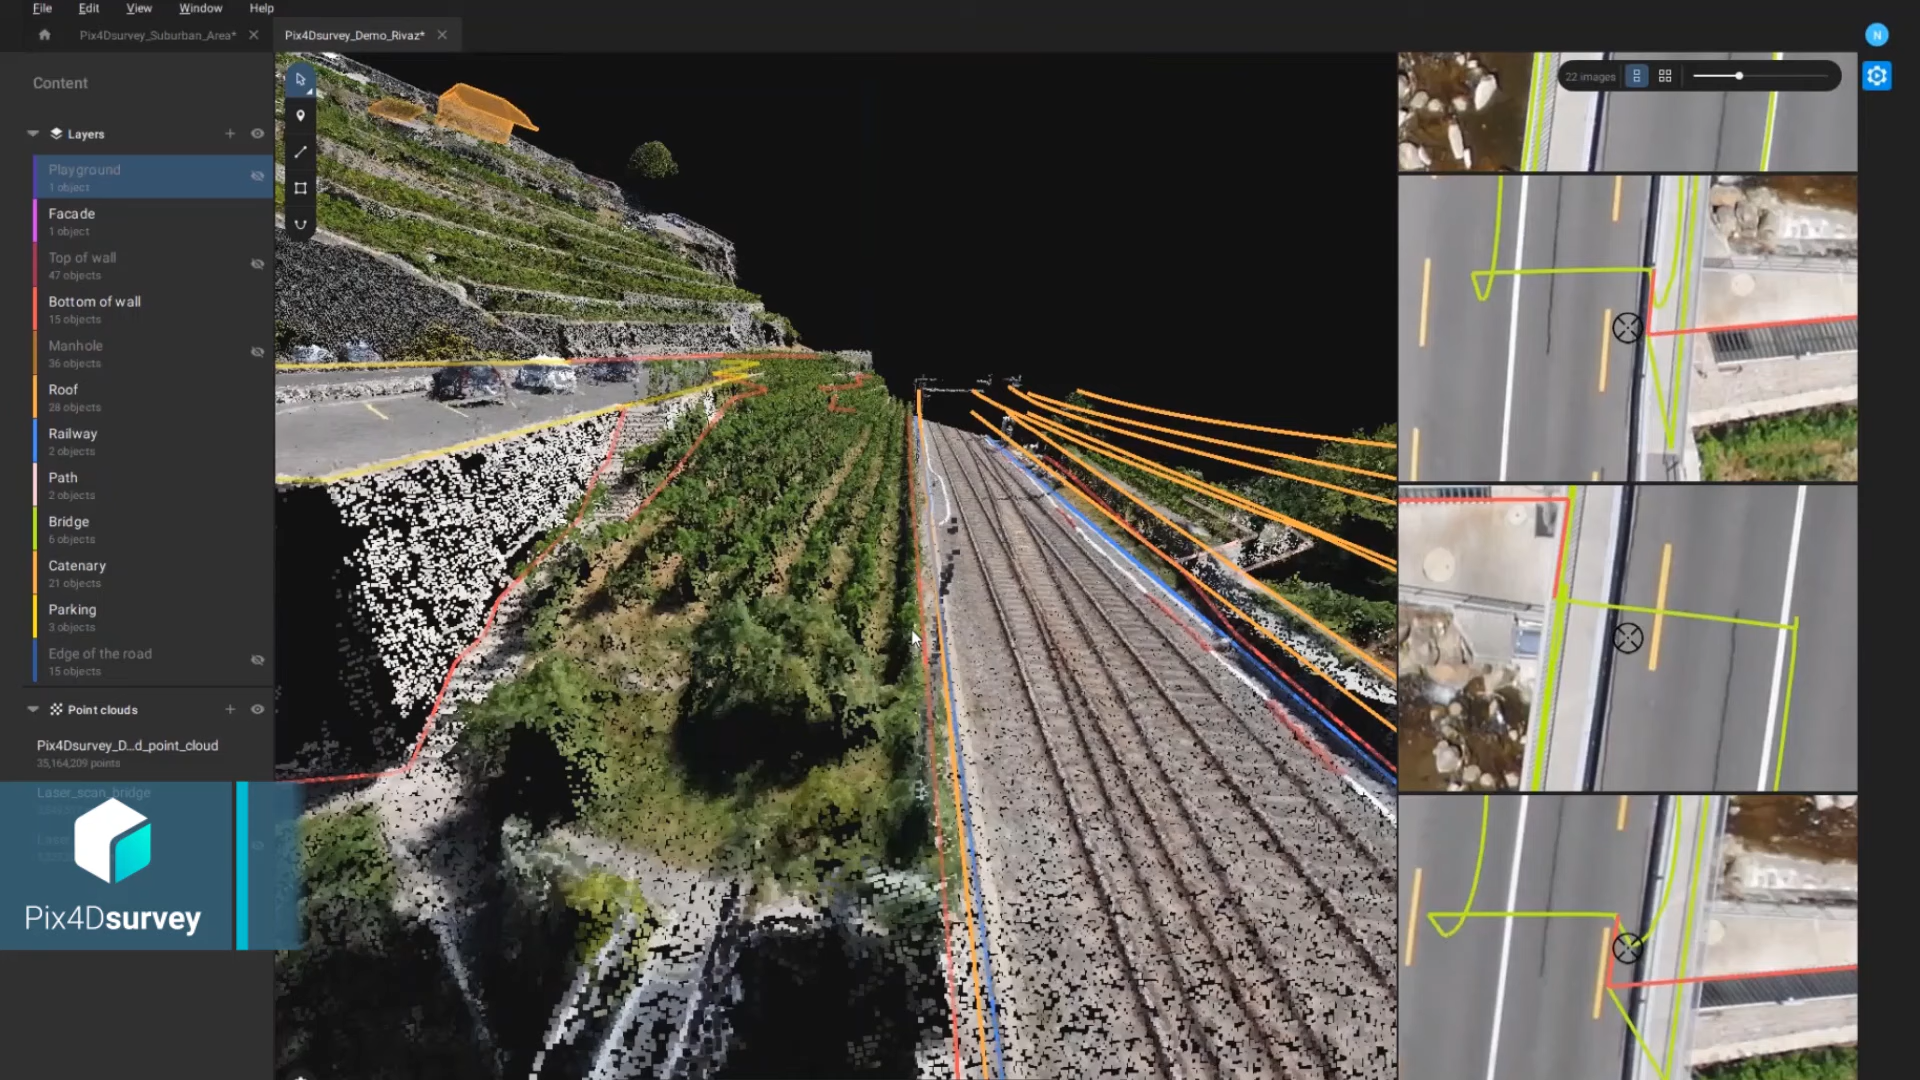 File Edit View Window Help
Pix4Dsurvey_Suburban_Area*
Pix4Dsurvey_Demo_Rivaz*
N
Content
22 images
Layers
Playground
1 object
Facade
1 object
Top of wall
47 objects
Bottom of wall
15 objects
Manhole
36 objects
Roof
28 objects
Railway
2 objects
Path
2 objects
Bridge
6 objects
Catenary
21 objects
Parking
3 objects
Edge of the road
15 objects
Point clouds
Pix4Dsurvey_D...d_point_cloud
35,164,209 points
Laser_scan_bridge
Pix4Dsurvey